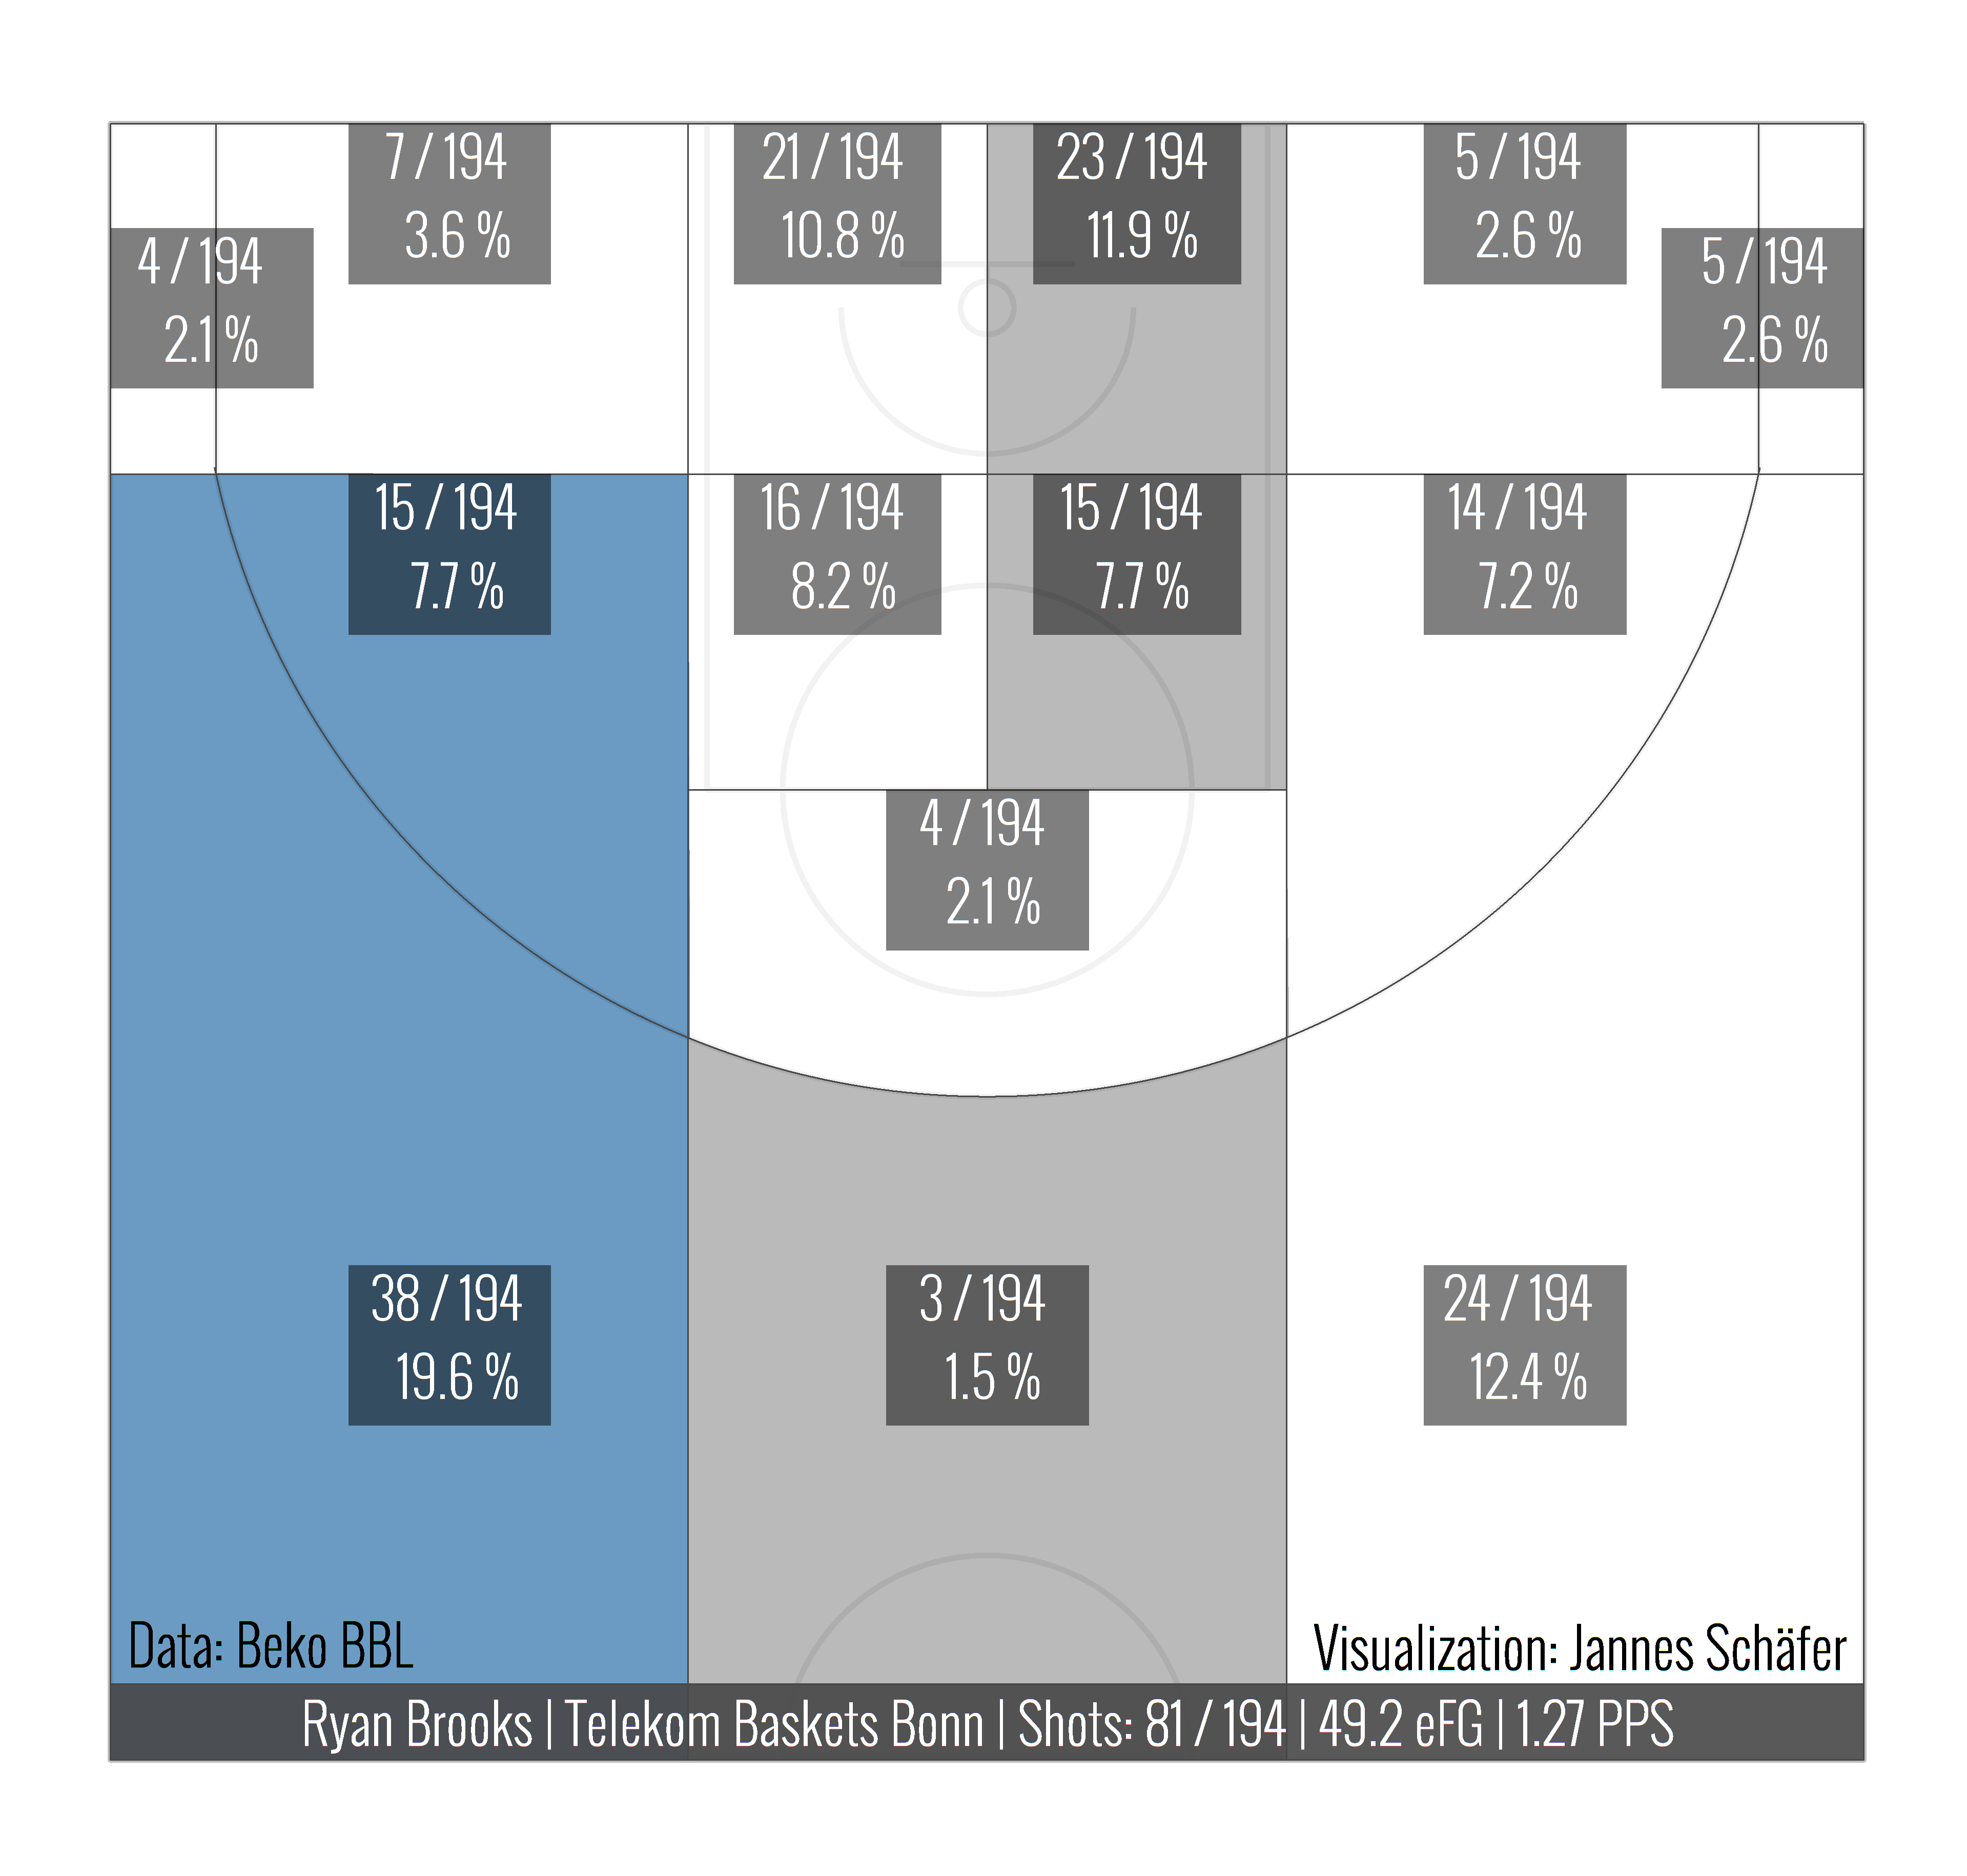 7 / 194
3.6 %
21 / 194
10.8 %
23 / 194
11.9 %
5 / 194
2.6 %
4 / 194
2.1 %
5 / 194
2.6 %
15 / 194
7.7 %
16 / 194
8.2 %
15 / 194
7.7 %
14 / 194
7.2 %
4 / 194
2.1 %
38 / 194
19.6 %
3 / 194
1.5 %
24 / 194
12.4 %
Data: Beko BBL
Visualization: Jannes Schäfer
Ryan Brooks | Telekom Baskets Bonn | Shots: 81 / 194 | 49.2 eFG | 1.27 PPS